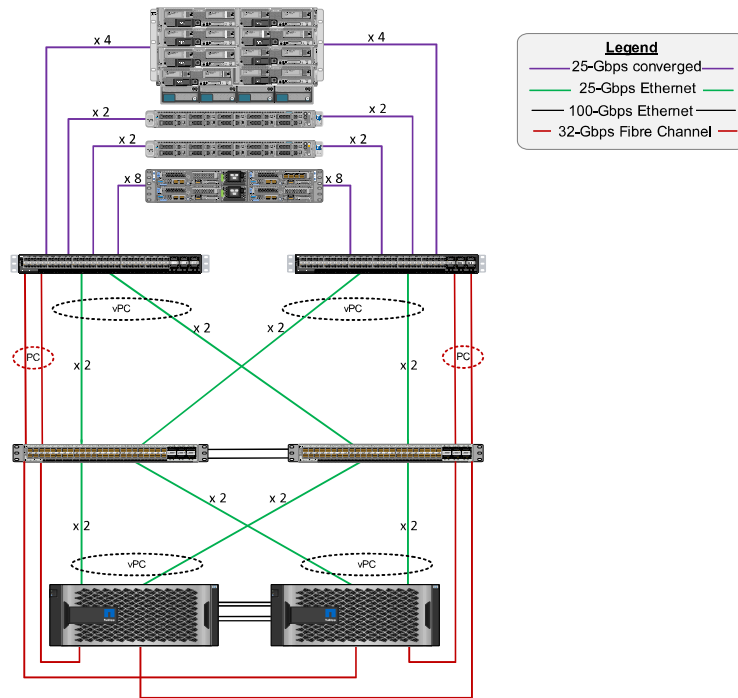 x 4
x 4
Legend
25-Gbps converged
25-Gbps Ethernet
100-Gbps Ethernet
32-Gbps Fibre Channel
x 2
x 2
x 2
x 2
x 8
x 8
vPC
vPC
x 2
x 2
PC
PC
x 2
x 2
x 2
x 2
x 2
x 2
vPC
vPC